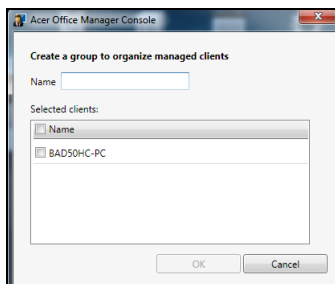 Acer Office Manager Console
Create a group to organize managed clients
Name
Selected clients:
Name
BAD50HC-PC
OK
Cancel